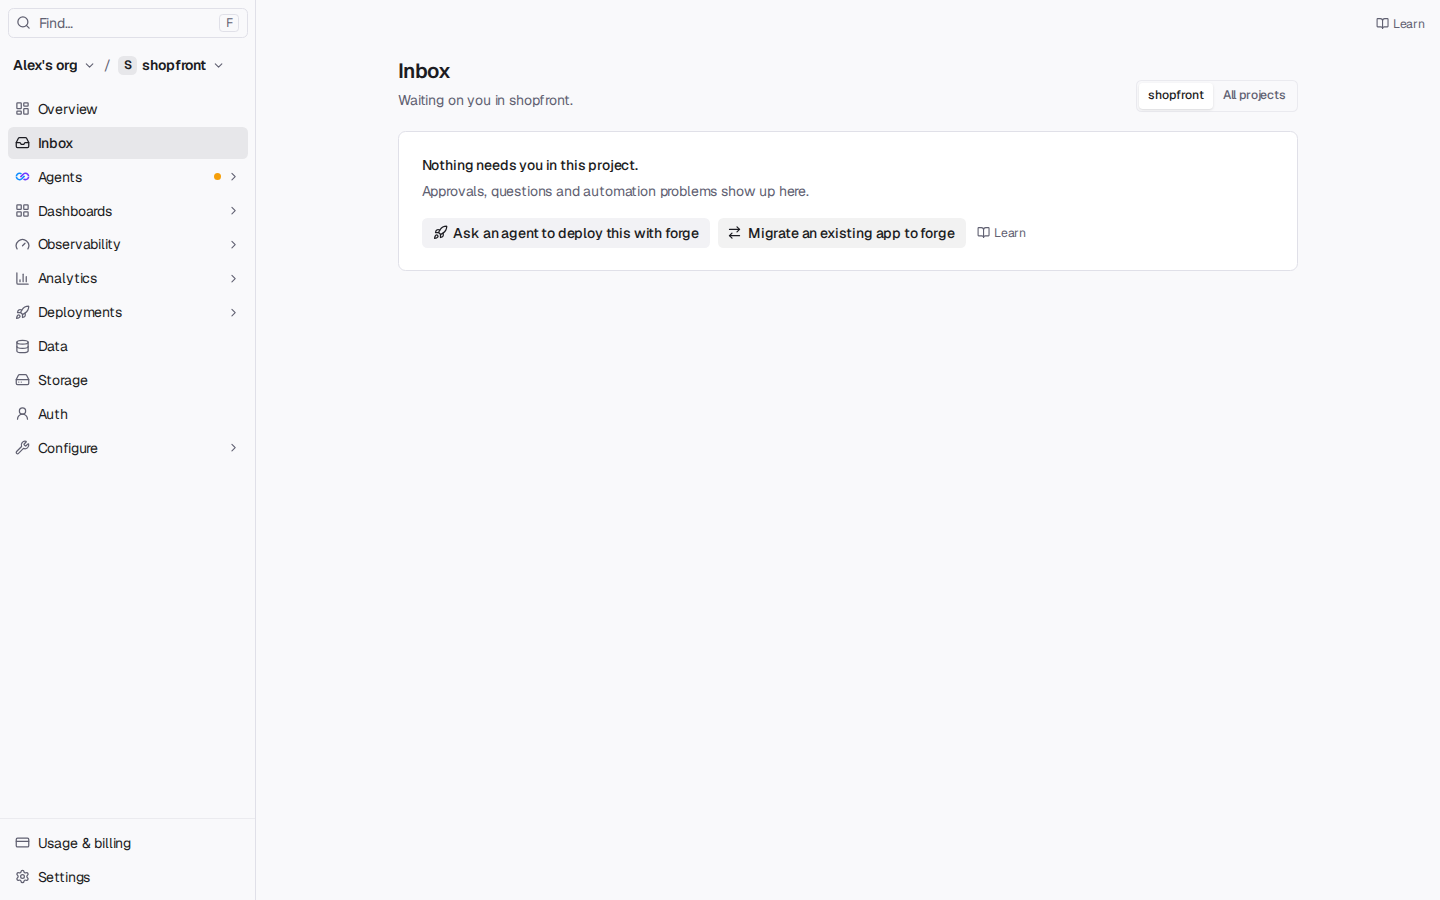 Find...
F
Learn
Alex's org / S shopfront
Overview
Inbox
Agents
Dashboards
Observability
Analytics
Deployments
Data
Storage
Auth
Configure
Usage & billing
Settings
Inbox
Waiting on you in shopfront.
shopfront All projects
Nothing needs you in this project.
Approvals, questions and automation problems show up here.
Ask an agent to deploy this with forge Migrate an existing app to forge Learn